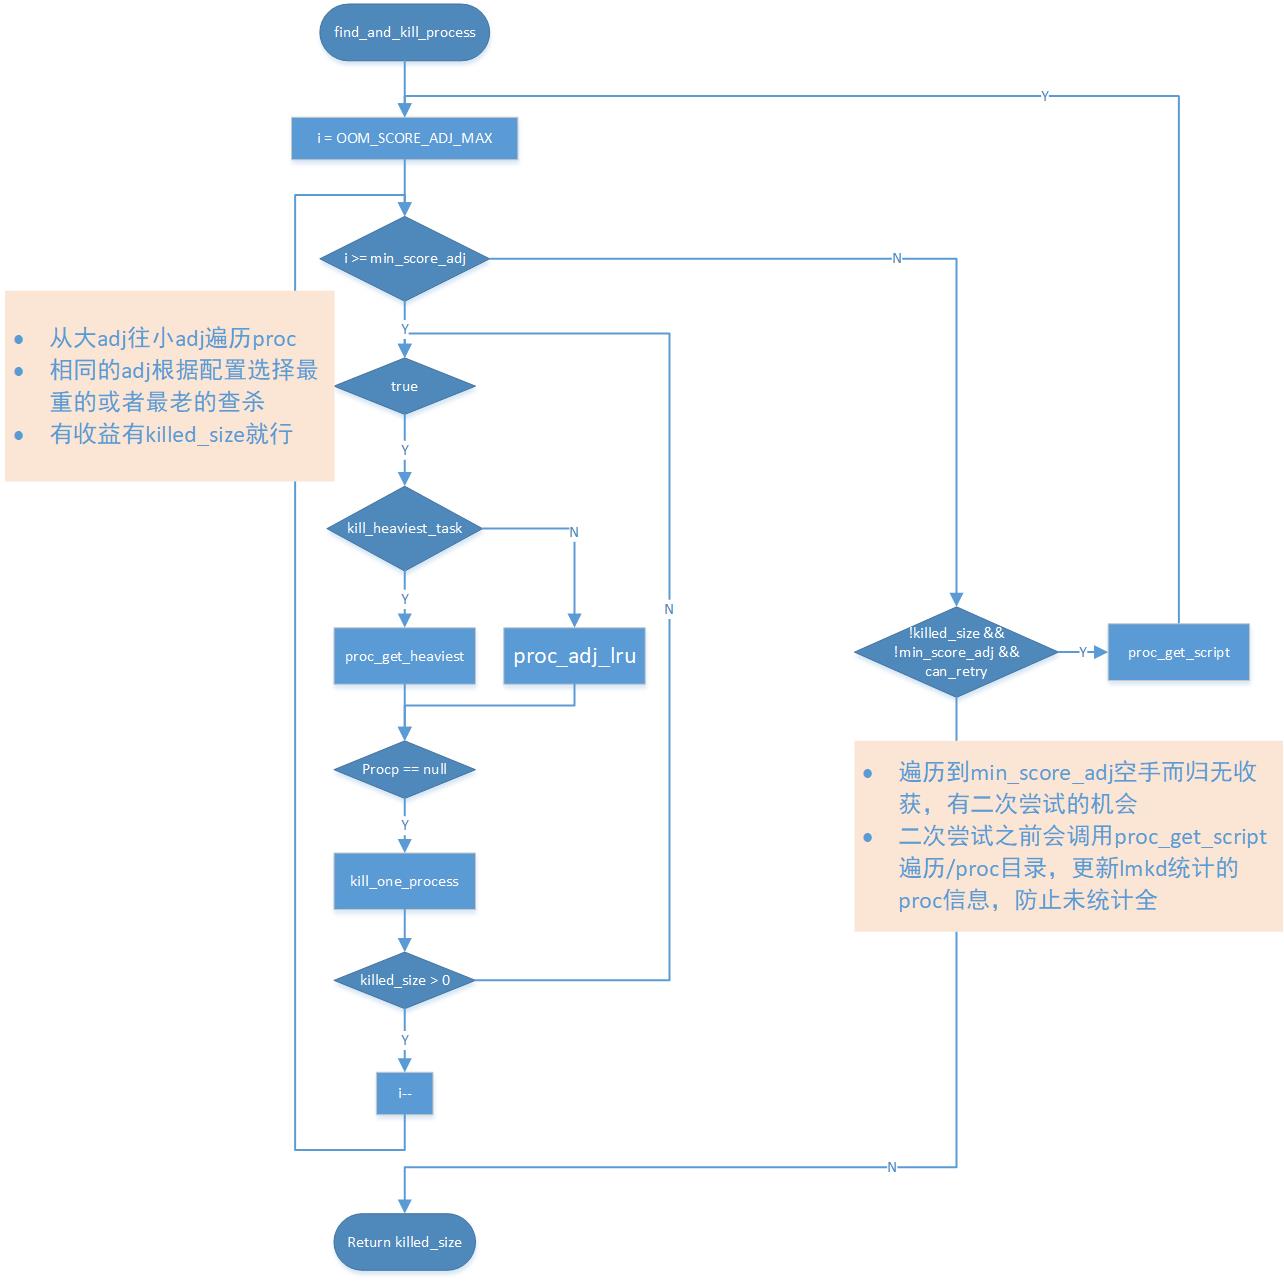 find_and_kill_process
Y
i = OOM_SCORE_ADJ_MAX
i >= min_score_adj
N
Y
• 从大adj往小adj遍历proc
• 相同的adj根据配置选择最
重的或者最老的查杀
• 有收益有killed_size就行
true
Y
kill_heaviest_task
N
Y
N
proc_get_heaviest
proc_adj_lru
!killed_size &&
!min_score_adj &&
can_retry
Y
proc_get_script
Procp == null
Y
• 遍历到min_score_adj空手而归无收
获，有二次尝试的机会
• 二次尝试之前会调用proc_get_script
遍历/proc目录，更新lmkd统计的
proc信息，防止未统计全
kill_one_process
killed_size > 0
Y
i--
N
Return killed_size